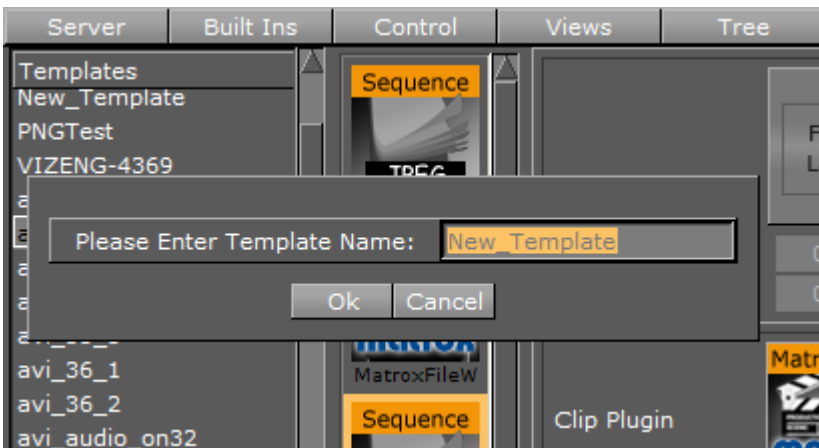 Server Built Ins Control Views Tree
Templates
New_Template
PNGTest
VIZENG-4369
Sequence
Please Enter Template Name: New_Template
Ok Cancel
MatroxFileW
avi_36_1
avi_36_2
avi_audio_on32
Sequence
Clip Plugin
Matr